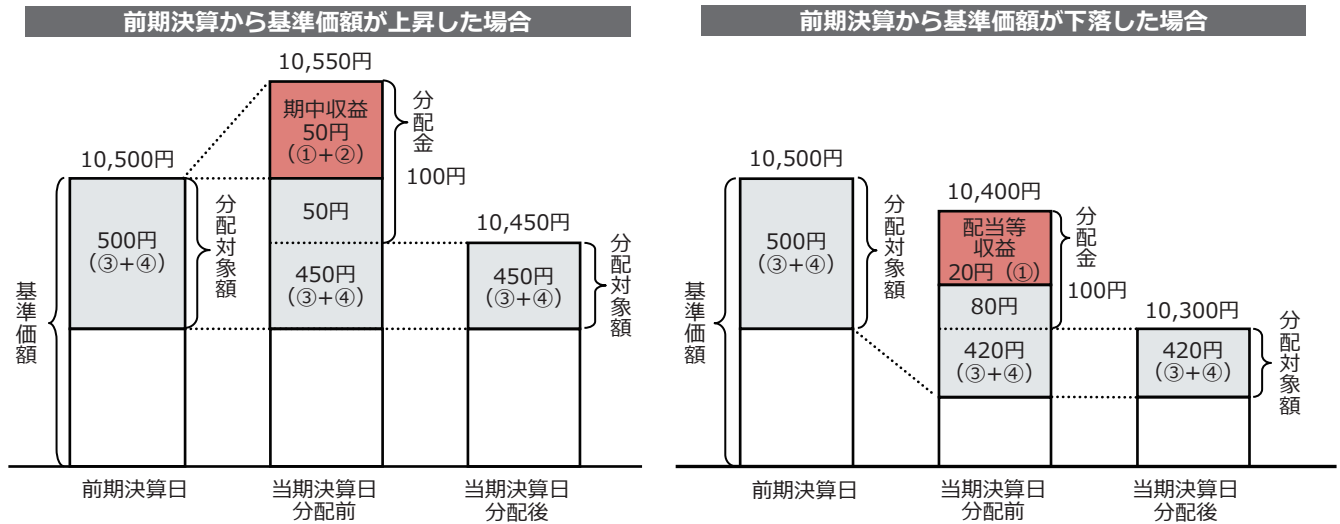 前期決算から基準価額が上昇した場合
10,550円
期中収益
50円
（①＋②）
分配金
100円
10,500円
500円
（③＋④）
分配対象額
50円
450円
（③＋④）
10,450円
450円
（③＋④）
分配対象額
基準価額
前期決算日
当期決算日
分配前
当期決算日
分配後
前期決算から基準価額が下落した場合
10,500円
500円
（③＋④）
分配対象額
10,400円
配当等
収益
20円（①）
分配金
100円
80円
420円
（③＋④）
10,300円
420円
（③＋④）
分配対象額
基準価額
前期決算日
当期決算日
分配前
当期決算日
分配後